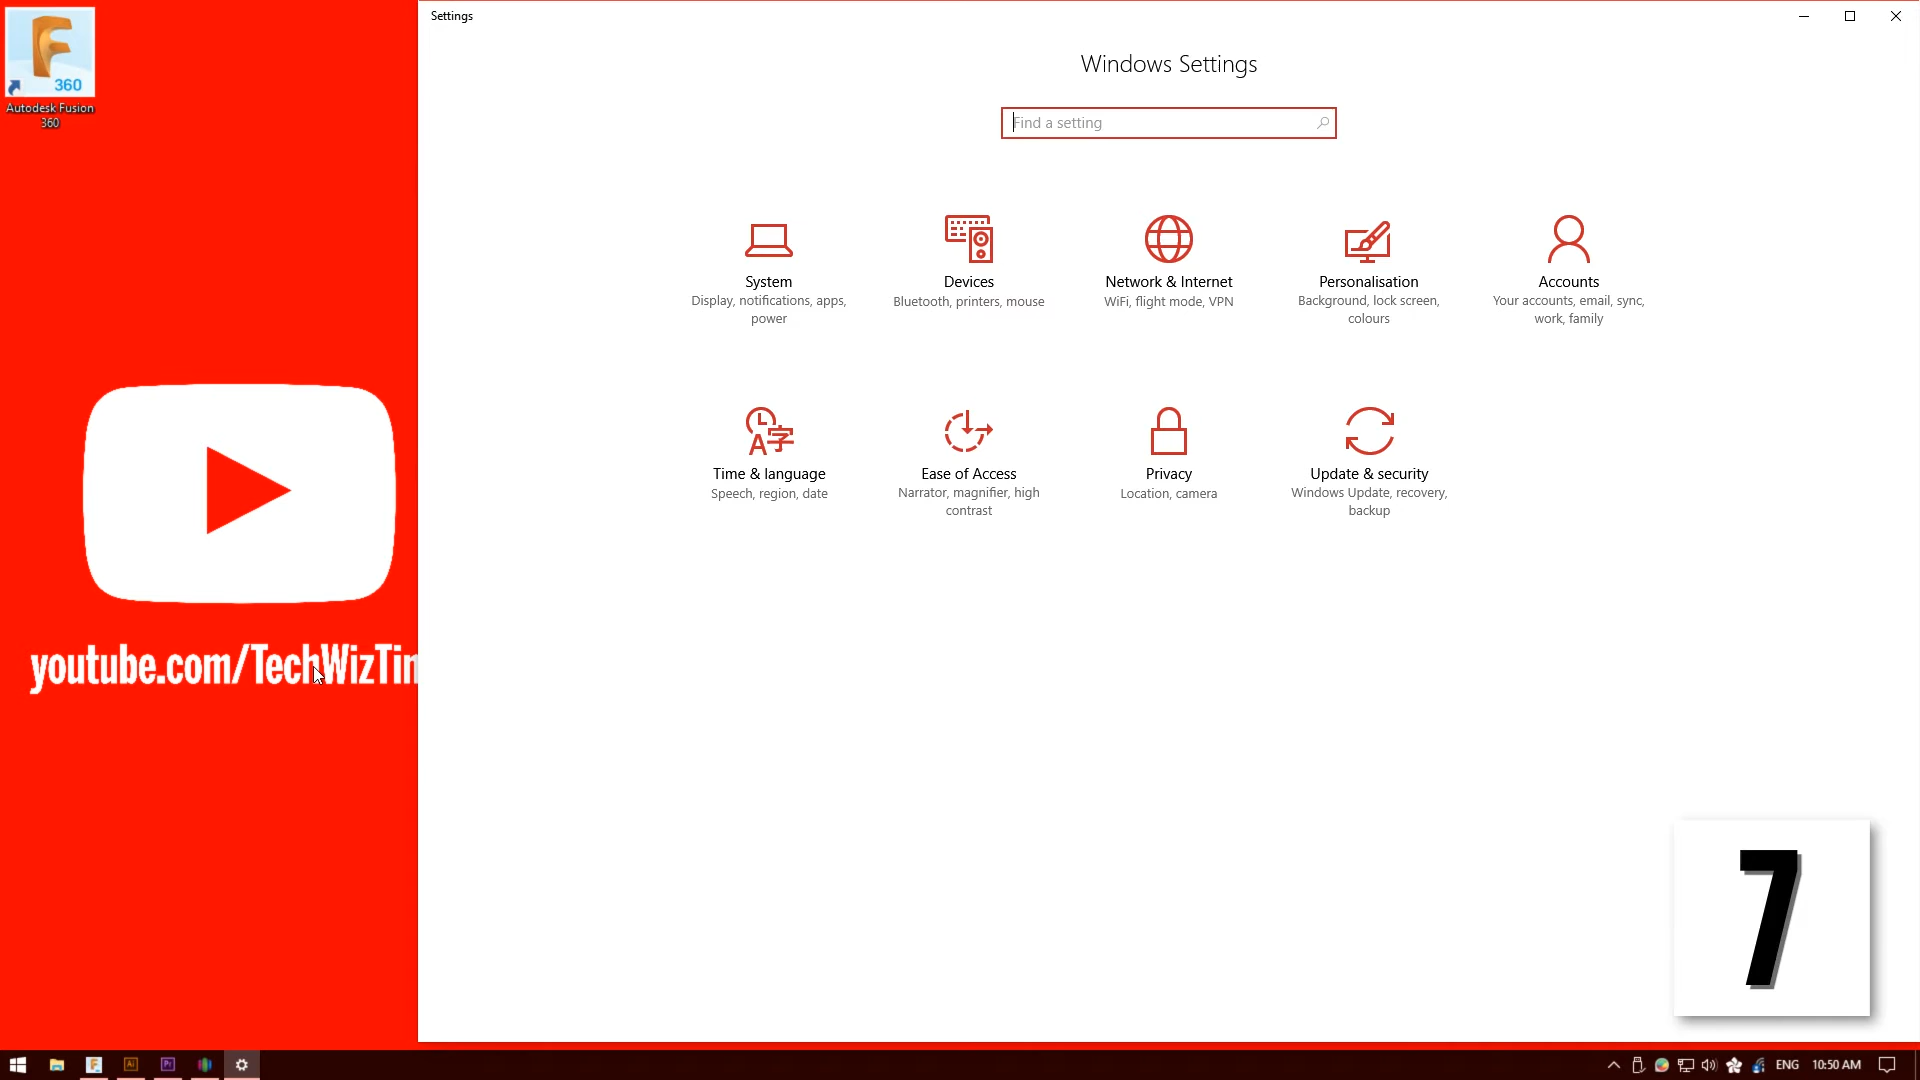 Settings
Windows Settings
Find a setting
System
Display, notifications, apps,
power
Devices
Bluetooth, printers, mouse
Network & Internet
WiFi, flight mode, VPN
Personalisation
Background, lock screen,
colours
Accounts
Your accounts, email, sync,
work, family
Time & language
Speech, region, date
Ease of Access
Narrator, magnifier, high
contrast
Privacy
Location, camera
Update & security
Windows Update, recovery,
backup
360
Autodesk Fusion
360
youtube.com/TechWizTi
7
Ai
Pr
ENG
10:50 AM